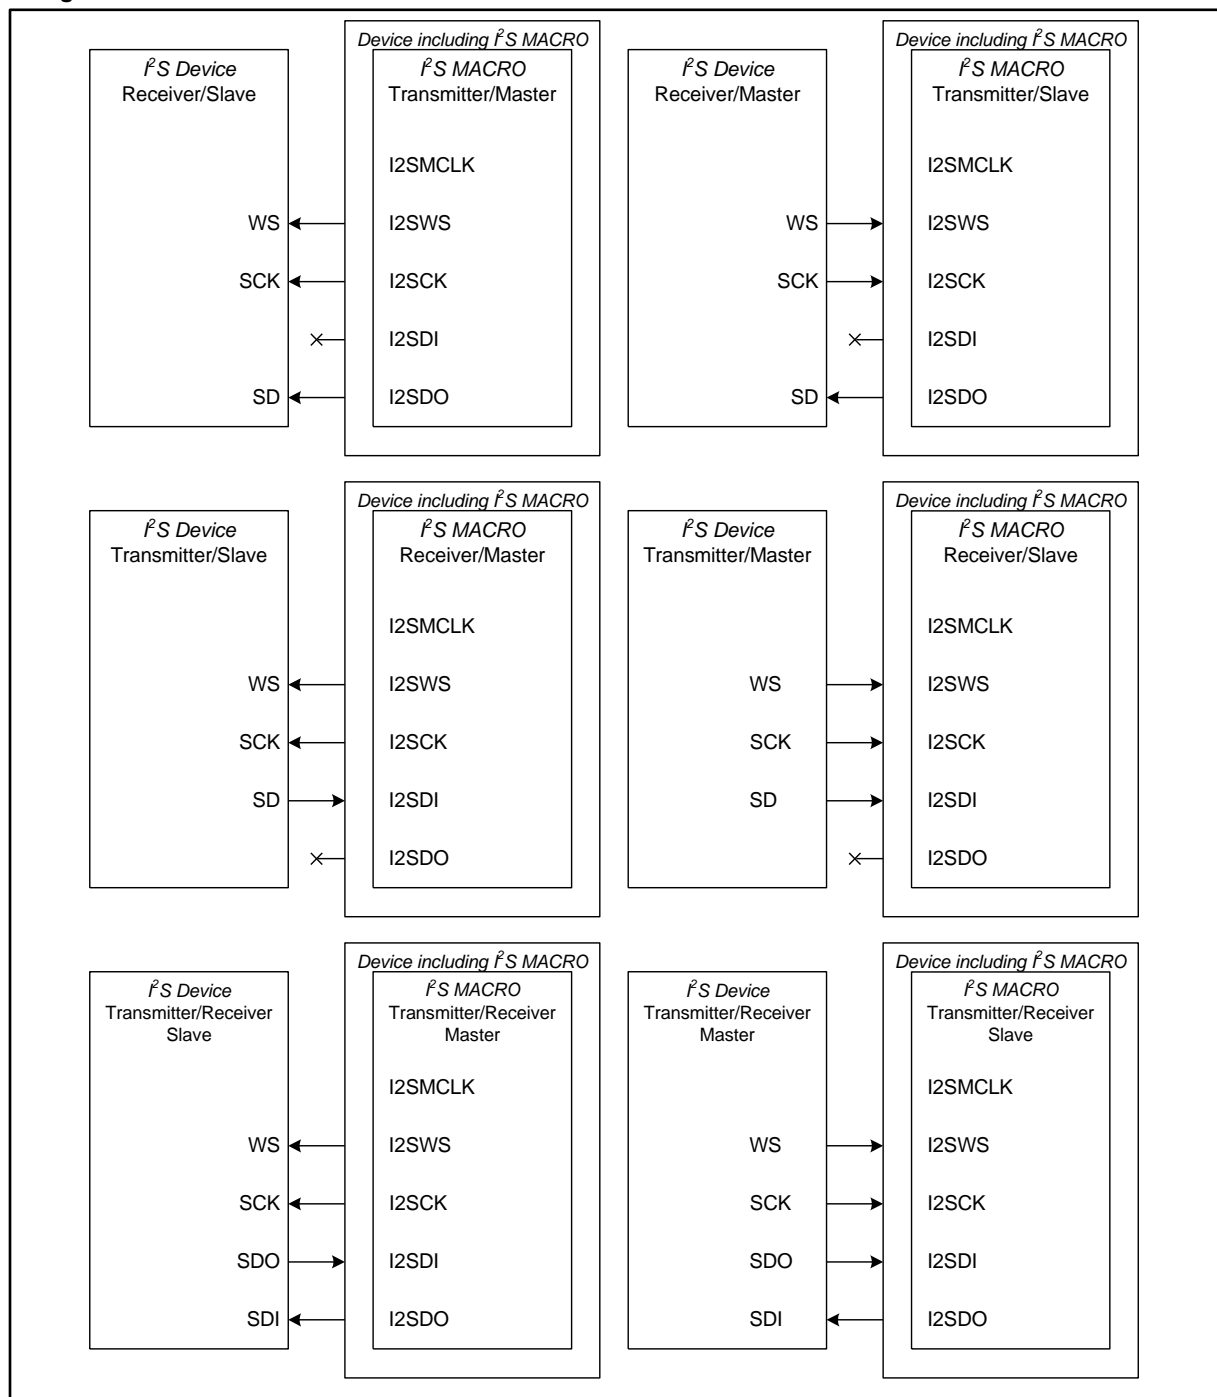 Device including I²S MACRO
I²S Device
Receiver/Slave
I²S MACRO
Transmitter/Master
I2SMCLK
WS I2SWS
SCK I2SCK
I2SDI
SD I2SDO
Device including I²S MACRO
I²S Device
Receiver/Master
I²S MACRO
Transmitter/Slave
I2SMCLK
WS I2SWS
SCK I2SCK
I2SDI
SD I2SDO
Device including I²S MACRO
I²S Device
Transmitter/Slave
I²S MACRO
Receiver/Master
I2SMCLK
WS I2SWS
SCK I2SCK
SD I2SDI
I2SDO
Device including I²S MACRO
I²S Device
Transmitter/Master
I²S MACRO
Receiver/Slave
I2SMCLK
WS I2SWS
SCK I2SCK
SD I2SDI
I2SDO
Device including I²S MACRO
I²S Device
Transmitter/Receiver
Slave
I²S MACRO
Transmitter/Receiver
Master
I2SMCLK
WS I2SWS
SCK I2SCK
SDO I2SDI
SDI I2SDO
Device including I²S MACRO
I²S Device
Transmitter/Receiver
Master
I²S MACRO
Transmitter/Receiver
Slave
I2SMCLK
WS I2SWS
SCK I2SCK
SDO I2SDI
SDI I2SDO